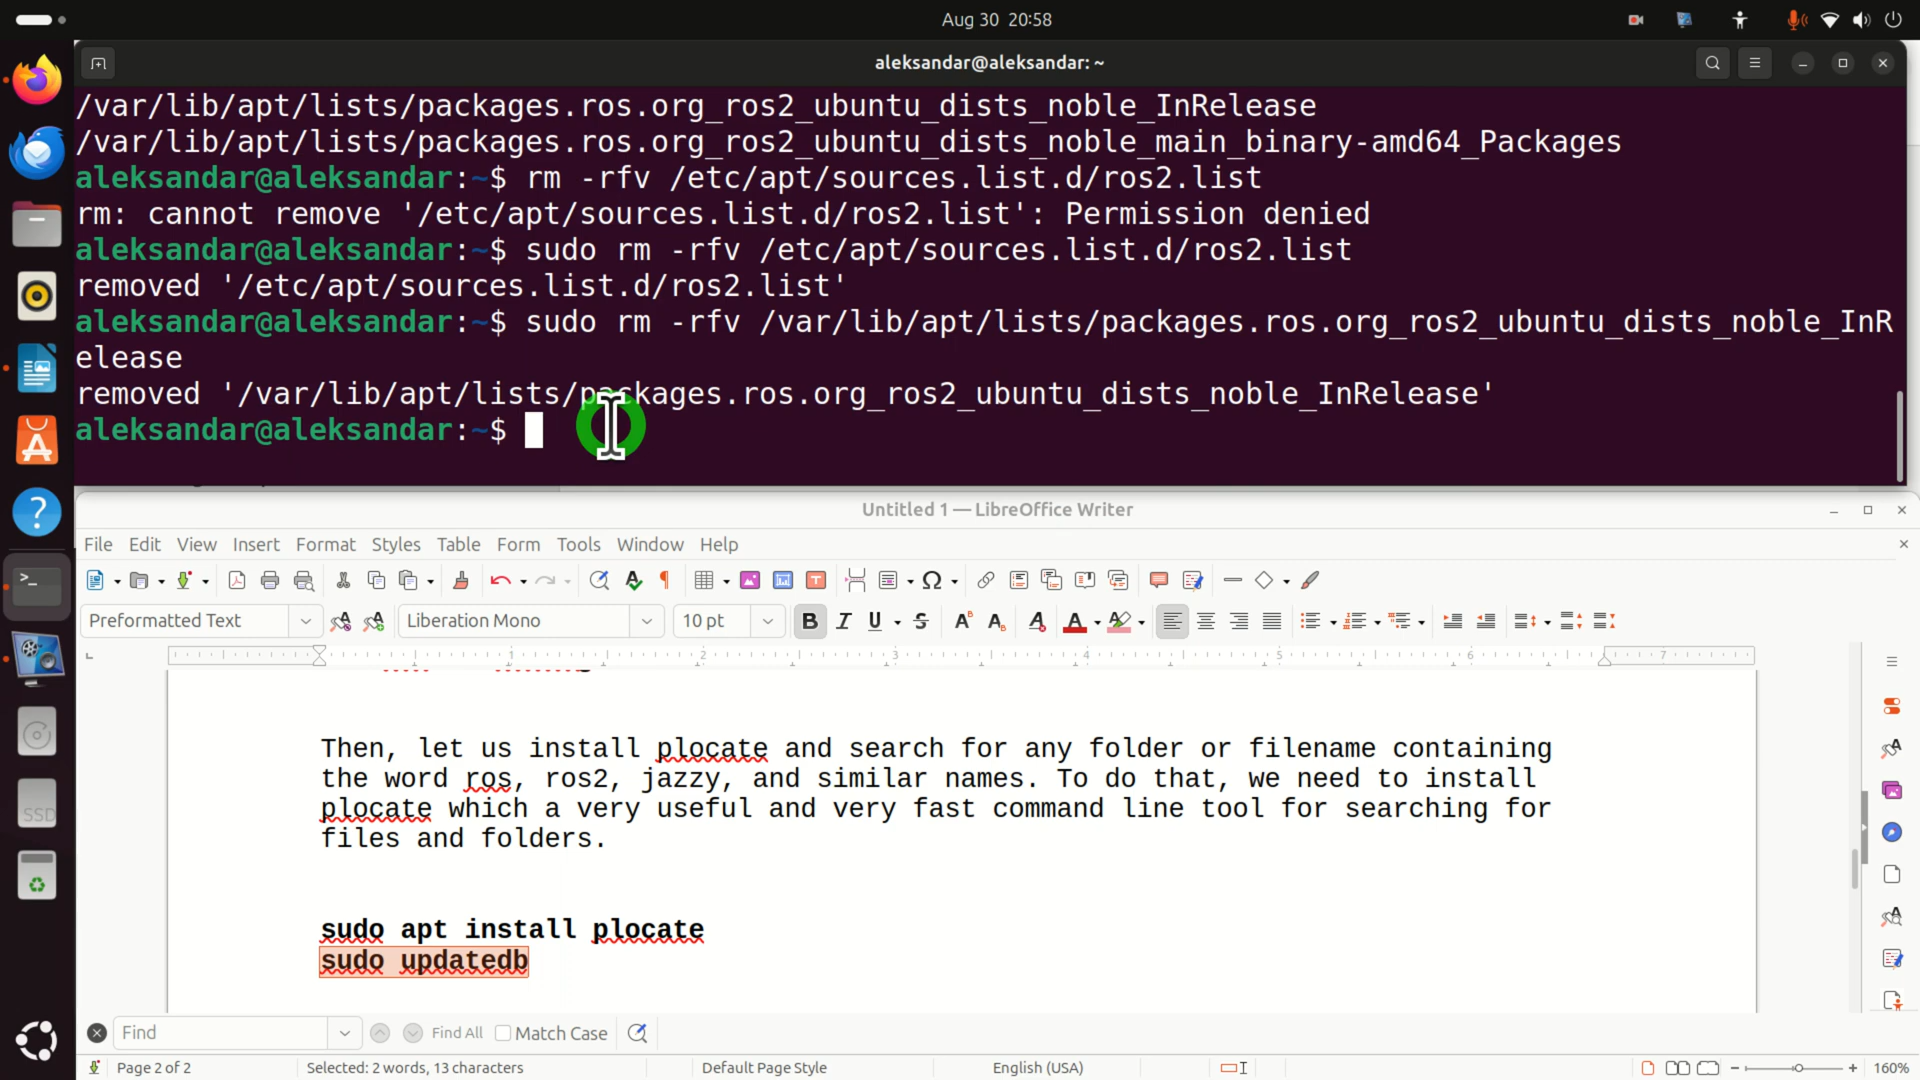 Aug 30 20:58
aleksandar@aleksandar: ~
/var/lib/apt/lists/packages.ros.org_ros2_ubuntu_dists_noble_InRelease
/var/lib/apt/lists/packages.ros.org_ros2_ubuntu_dists_noble_main_binary-amd64_Packages
aleksandar@aleksandar:~$ rm -rfv /etc/apt/sources.list.d/ros2.list
rm: cannot remove '/etc/apt/sources.list.d/ros2.list': Permission denied
aleksandar@aleksandar:~$ sudo rm -rfv /etc/apt/sources.list.d/ros2.list
removed '/etc/apt/sources.list.d/ros2.list'
aleksandar@aleksandar:~$ sudo rm -rfv /var/lib/apt/lists/packages.ros.org_ros2_ubuntu_dists_noble_InR
elease
removed '/var/lib/apt/lists/packages.ros.org_ros2_ubuntu_dists_noble_InRelease'
aleksandar@aleksandar:~$
Untitled 1 — LibreOffice Writer
File Edit View Insert Format Styles Table Form Tools Window Help
Preformatted Text Liberation Mono 10 pt
1 2 3 4 5 6 7
Then, let us install plocate and search for any folder or filename containing
the word ros, ros2, jazzy, and similar names. To do that, we need to install
plocate which a very useful and very fast command line tool for searching for
files and folders.
sudo apt install plocate
sudo updatedb
Find Find All Match Case
Page 2 of 2 Selected: 2 words, 13 characters Default Page Style English (USA) 160%